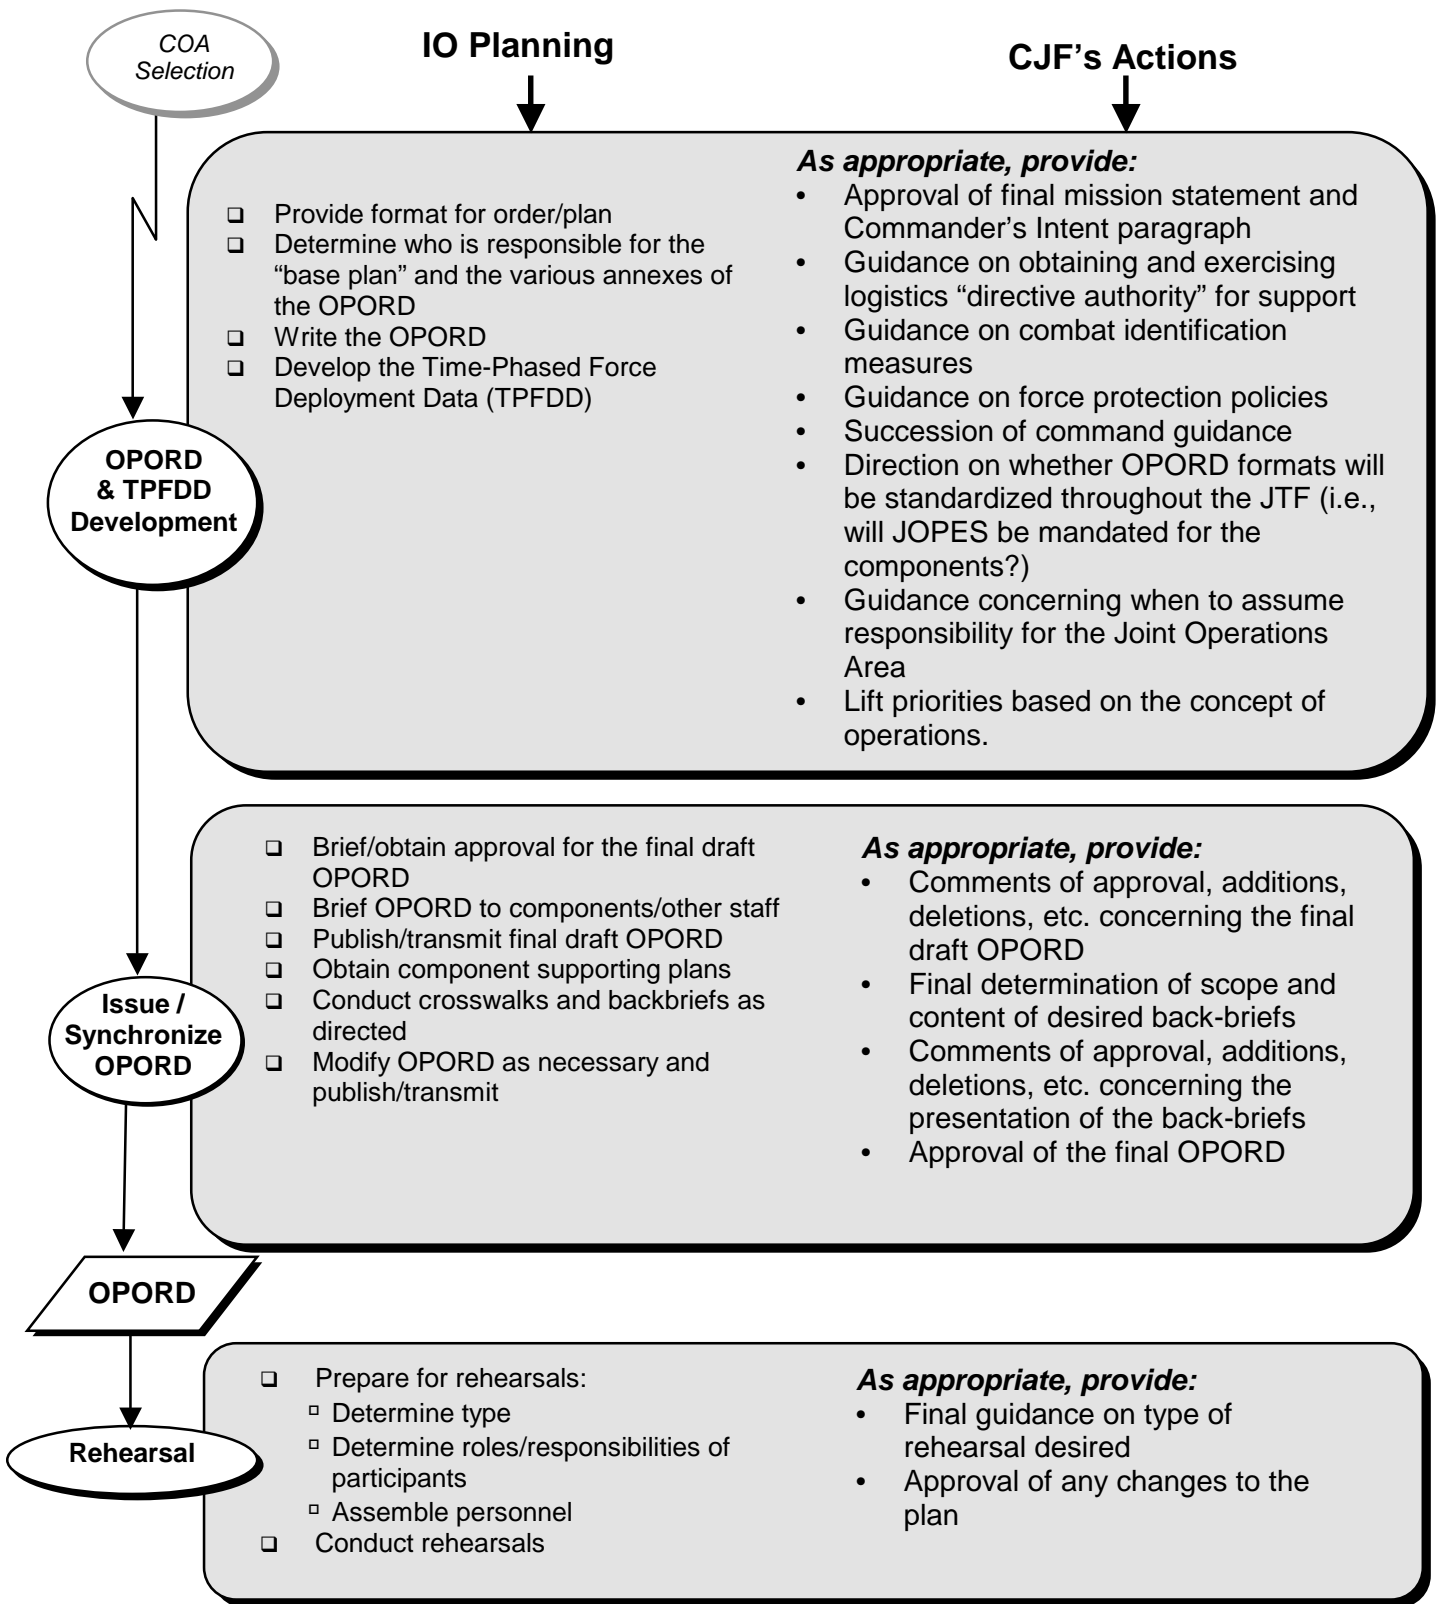 COA
Selection
IO Planning
CJF's Actions
❑ Provide format for order/plan
❑ Determine who is responsible for the
“base plan” and the various annexes of
the OPORD
❑ Write the OPORD
❑ Develop the Time-Phased Force
Deployment Data (TPFDD)
As appropriate, provide:
• Approval of final mission statement and
Commander’s Intent paragraph
• Guidance on obtaining and exercising
logistics “directive authority” for support
• Guidance on combat identification
measures
• Guidance on force protection policies
• Succession of command guidance
• Direction on whether OPORD formats will
be standardized throughout the JTF (i.e.,
will JOPES be mandated for the
components?)
• Guidance concerning when to assume
responsibility for the Joint Operations
Area
• Lift priorities based on the concept of
operations.
OPORD
& TPFDD
Development
❑ Brief/obtain approval for the final draft
OPORD
❑ Brief OPORD to components/other staff
❑ Publish/transmit final draft OPORD
❑ Obtain component supporting plans
❑ Conduct crosswalks and backbriefs as
directed
❑ Modify OPORD as necessary and
publish/transmit
As appropriate, provide:
• Comments of approval, additions,
deletions, etc. concerning the final
draft OPORD
• Final determination of scope and
content of desired back-briefs
• Comments of approval, additions,
deletions, etc. concerning the
presentation of the back-briefs
• Approval of the final OPORD
Issue /
Synchronize
OPORD
OPORD
❑ Prepare for rehearsals:
▫ Determine type
▫ Determine roles/responsibilities of
participants
▫ Assemble personnel
❑ Conduct rehearsals
As appropriate, provide:
• Final guidance on type of
rehearsal desired
• Approval of any changes to the
plan
Rehearsal